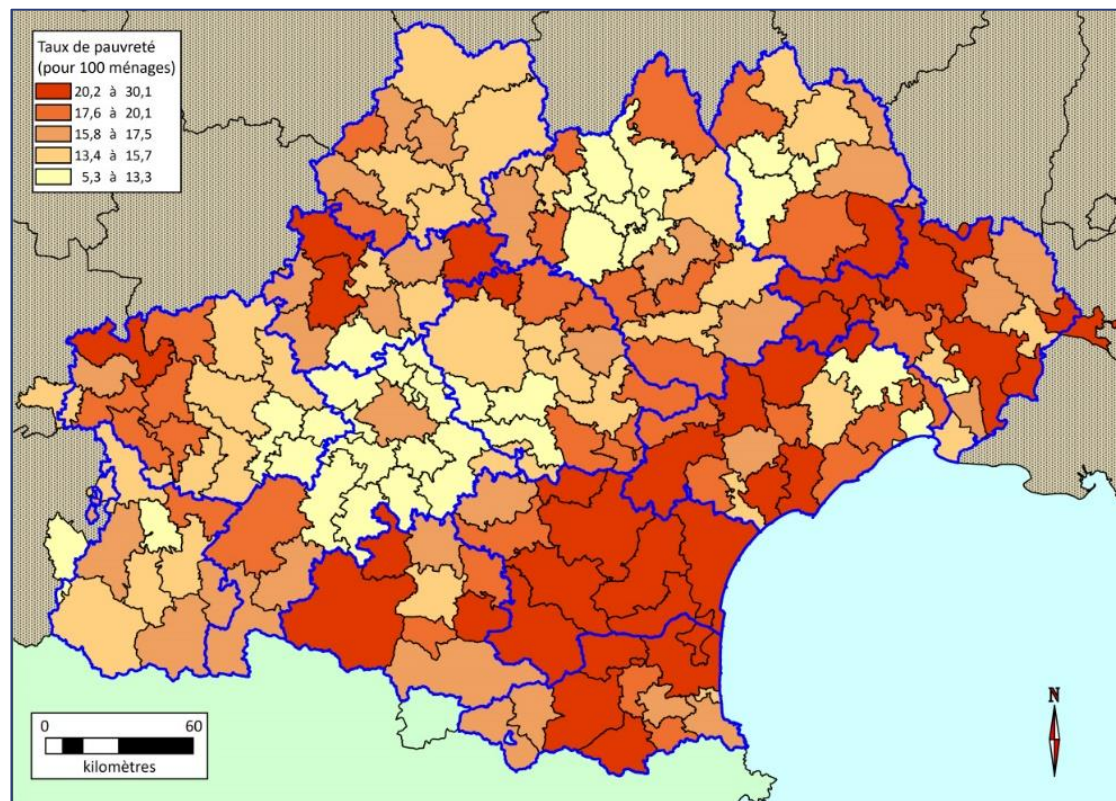 Taux de pauvreté
(pour 100 ménages)
20,2 à 30,1
17,6 à 20,1
15,8 à 17,5
13,4 à 15,7
5,3 à 13,3
0 60
kilomètres
N